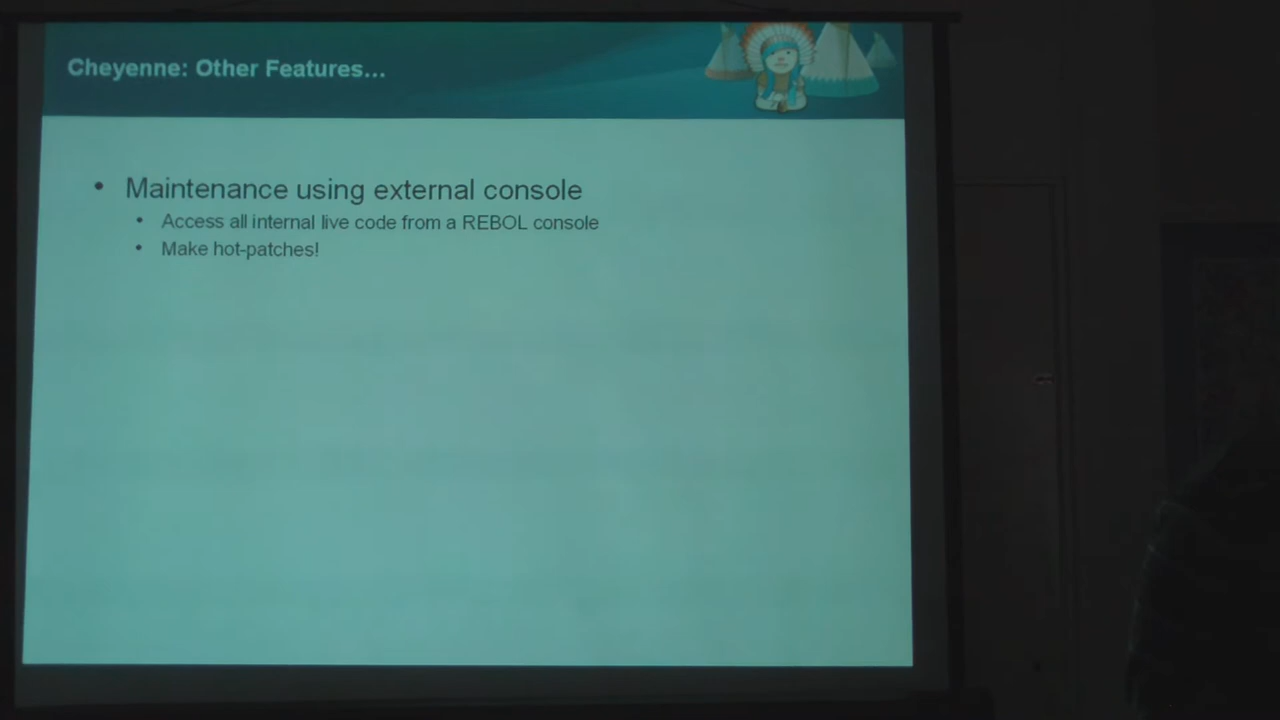 Cheyenne: Other Features...
• Maintenance using external console
• Access all internal live code from a REBOL console
• Make hot-patches!